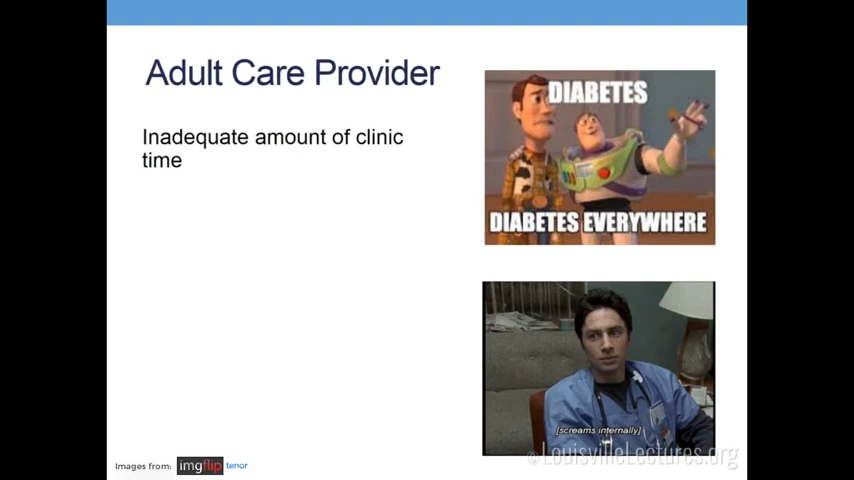 Adult Care Provider
Inadequate amount of clinic
time
DIABETES
DIABETES EVERYWHERE
[screams internally]
© LouisvilleLectures.org
Images from: imgflip tenor